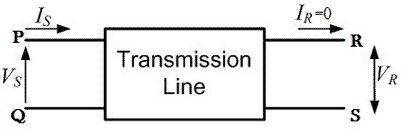 I_S
I_R=0
P
R
Transmission
Line
V_S
V_R
Q
S